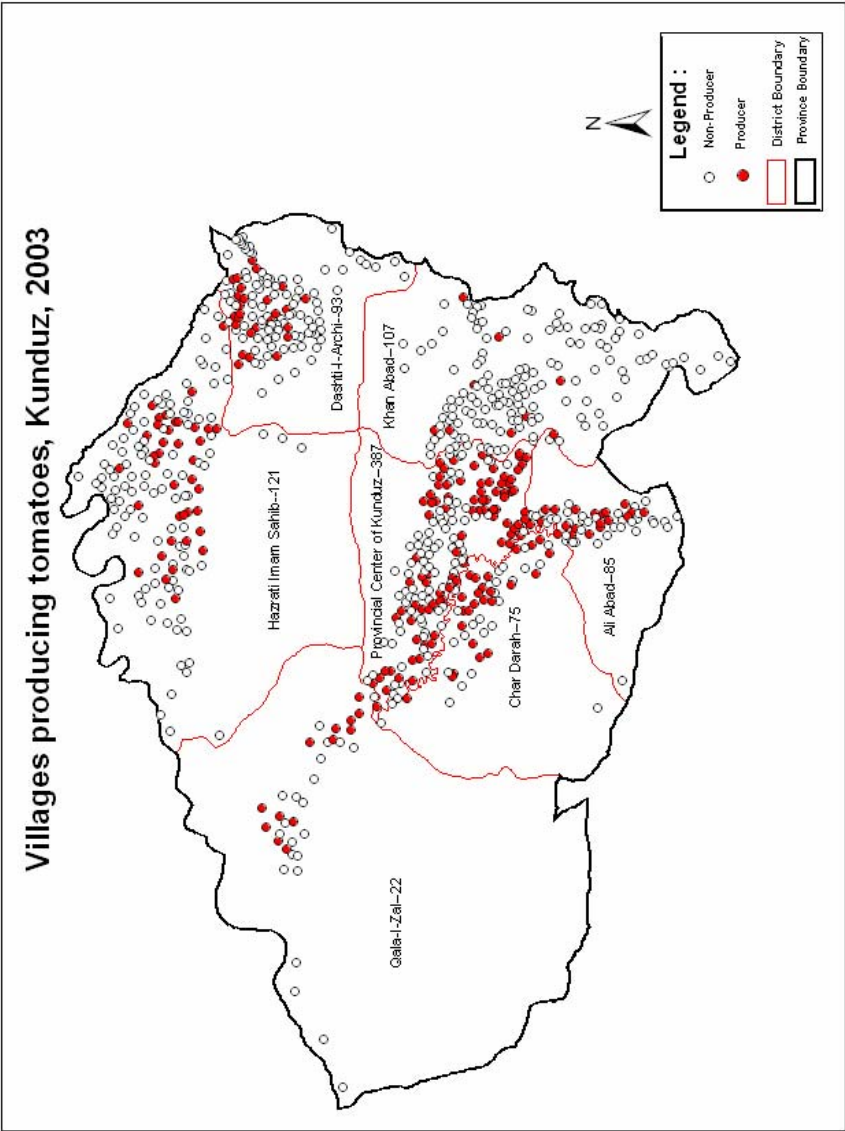 Villages producing tomatoes, Kunduz, 2003
N
Legend :
Non-Producer
Producer
District Boundary
Province Boundary
Hazrati Imam Sahib--121
Dashti-I-Archi--93
Khan Abad--107
Provincial Center of Kunduz--387
Qala-I-Zal--22
Char Darah--75
Ali Abad--85